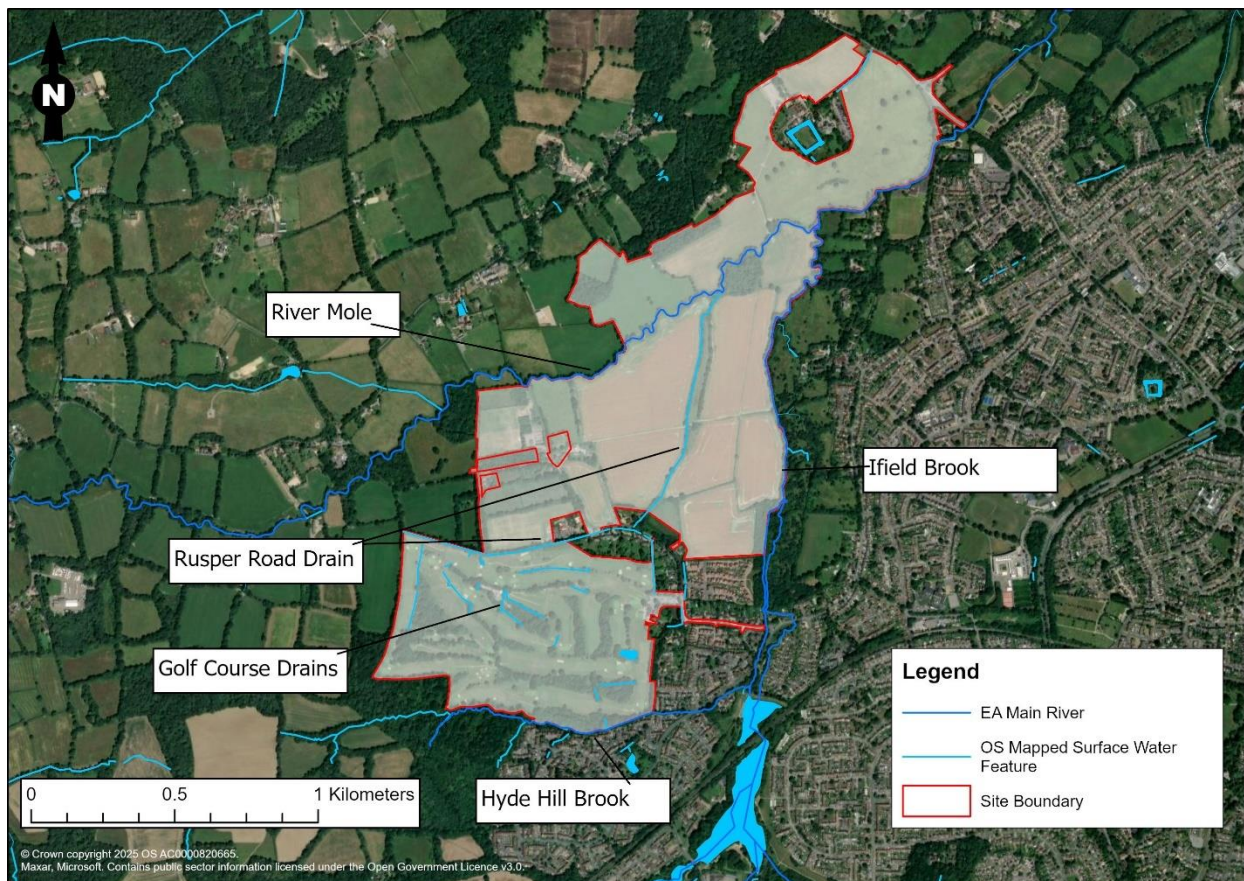 N
River Mole
Ifield Brook
Rusper Road Drain
Golf Course Drains
Hyde Hill Brook
Legend
EA Main River
OS Mapped Surface Water
Feature
Site Boundary
0 0.5 1 Kilometers
© Crown copyright 2025 OS AC0000820665.
Maxar, Microsoft. Contains public sector information licensed under the Open Government Licence v3.0.